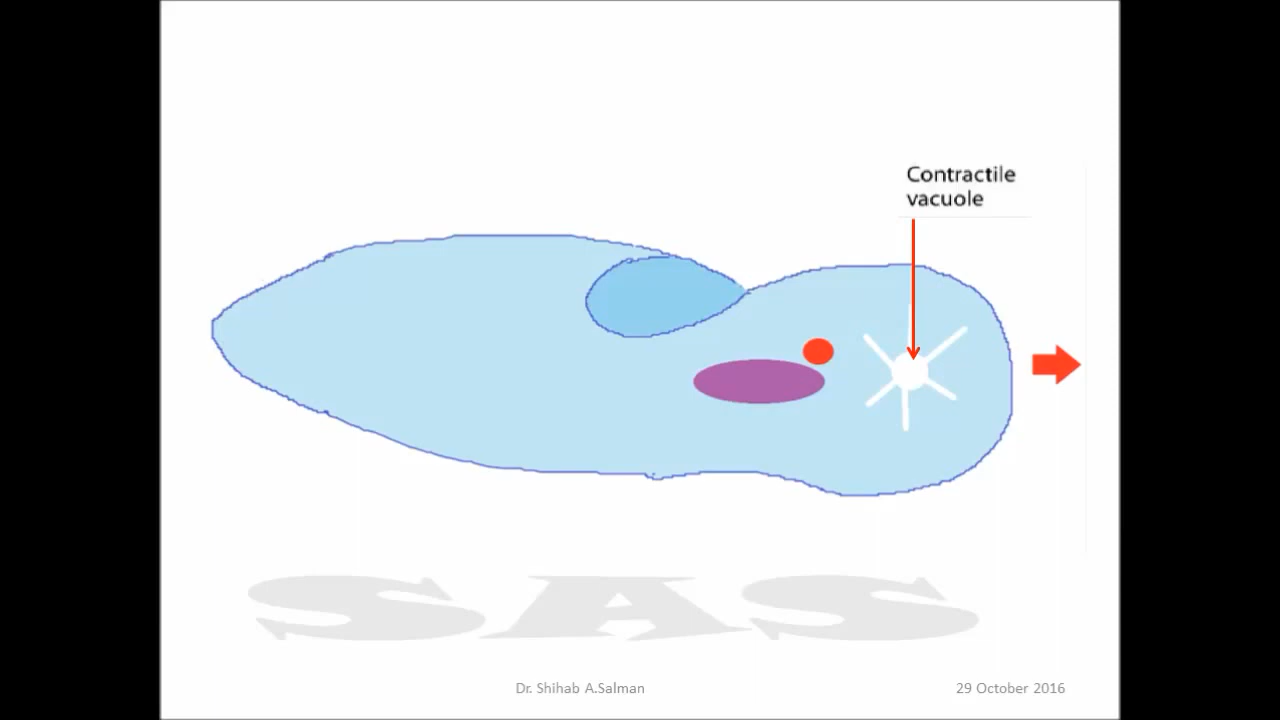 Contractile
vacuole
SAS
Dr. Shihab A.Salman
29 October 2016